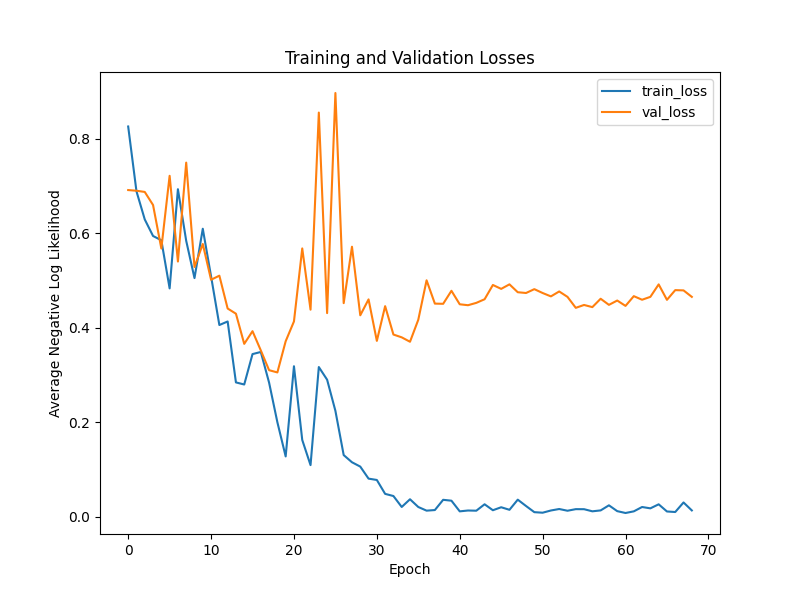 Training and Validation Losses
train_loss
val_loss
Average Negative Log Likelihood
0.8
0.6
0.4
0.2
0.0
0 10 20 30 40 50 60 70
Epoch